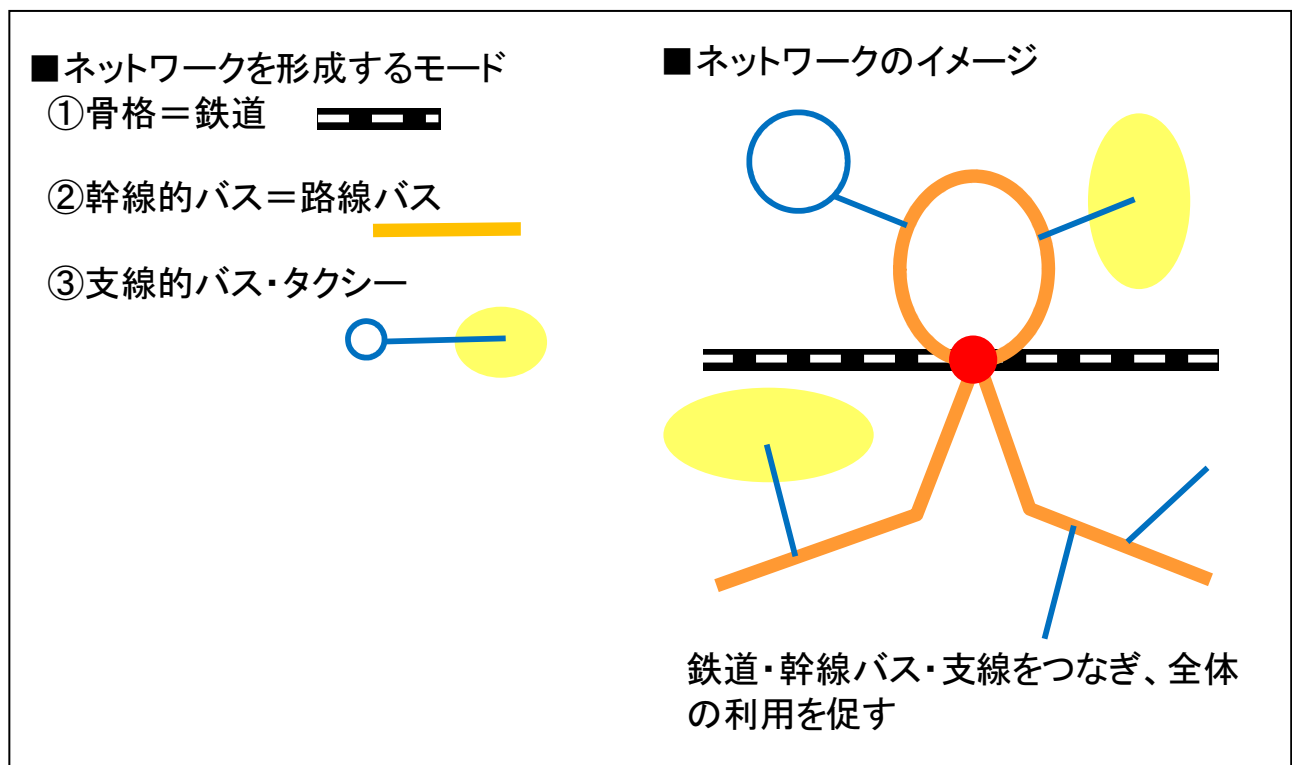 ■ネットワークを形成するモード
①骨格＝鉄道
②幹線的バス＝路線バス
③支線的バス・タクシー
■ネットワークのイメージ
鉄道・幹線バス・支線をつなぎ、全体
の利用を促す